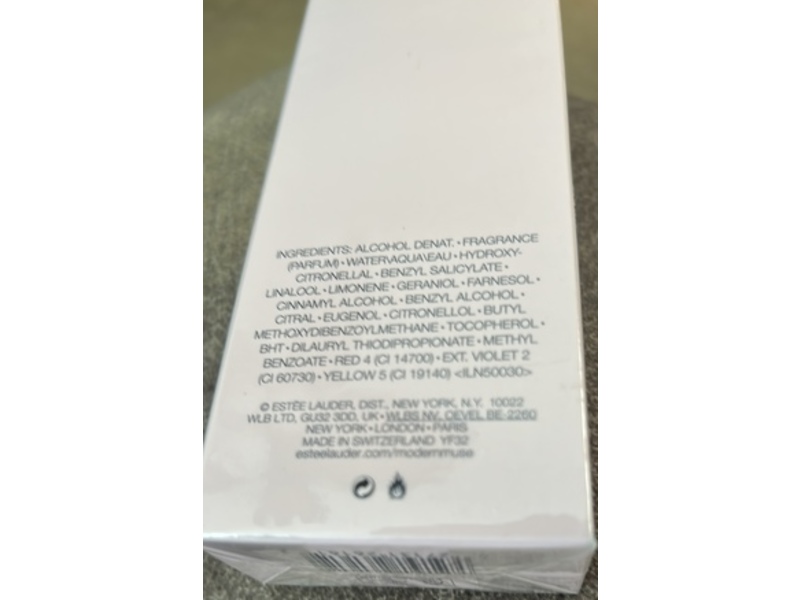 INGREDIENTS: ALCOHOL DENAT. • FRAGRANCE
(PARFUM) • WATER\AQUA\EAU • HYDROXY-
CITRONELLAL • BENZYL SALICYLATE •
LINALOOL • LIMONENE • GERANIOL • FARNESOL •
CINNAMYL ALCOHOL • BENZYL ALCOHOL •
CITRAL • EUGENOL • CITRONELLOL • BUTYL
METHOXYDIBENZOYLMETHANE • TOCOPHEROL •
BHT • DILAURYL THIODIPROPIONATE • METHYL
BENZOATE • RED 4 (CI 14700) • EXT. VIOLET 2
(CI 60730) • YELLOW 5 (CI 19140) <ILN50030>
© ESTÉE LAUDER, DIST., NEW YORK, N.Y. 10022
WLB LTD, GU32 3DD, UK • WLBS NV, OEVEL BE-2260
NEW YORK • LONDON • PARIS
MADE IN SWITZERLAND YF32
esteelauder.com/modernmuse